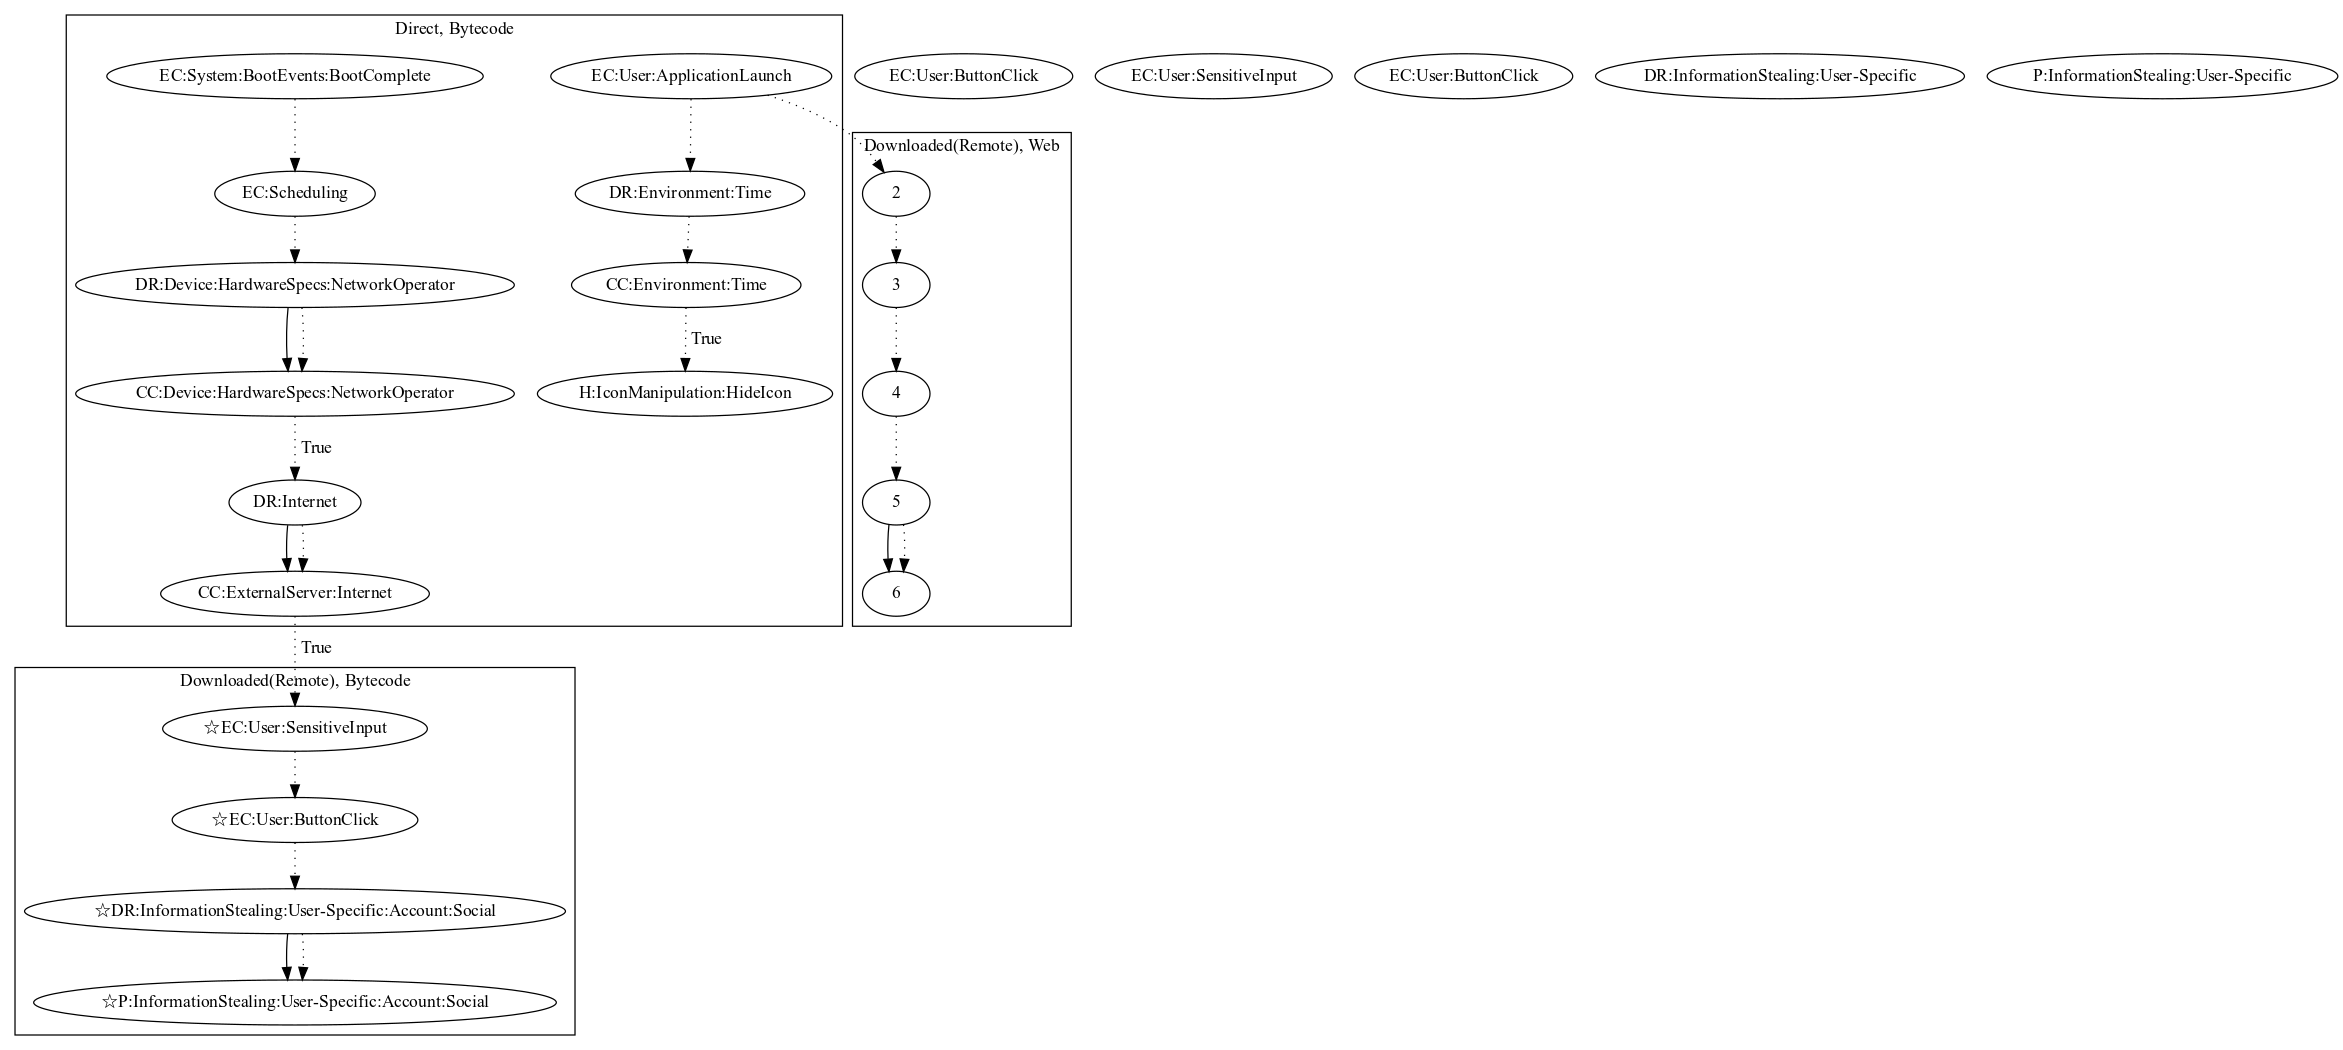 Direct, Bytecode
EC:System:BootEvents:BootComplete
EC:User:ApplicationLaunch
EC:User:ButtonClick
EC:User:SensitiveInput
EC:User:ButtonClick
DR:InformationStealing:User-Specific
P:InformationStealing:User-Specific
Downloaded(Remote), Web
EC:Scheduling
DR:Environment:Time
2
DR:Device:HardwareSpecs:NetworkOperator
CC:Environment:Time
3
True
CC:Device:HardwareSpecs:NetworkOperator
H:IconManipulation:HideIcon
4
True
DR:Internet
5
CC:ExternalServer:Internet
6
True
Downloaded(Remote), Bytecode
☆EC:User:SensitiveInput
☆EC:User:ButtonClick
☆DR:InformationStealing:User-Specific:Account:Social
☆P:InformationStealing:User-Specific:Account:Social